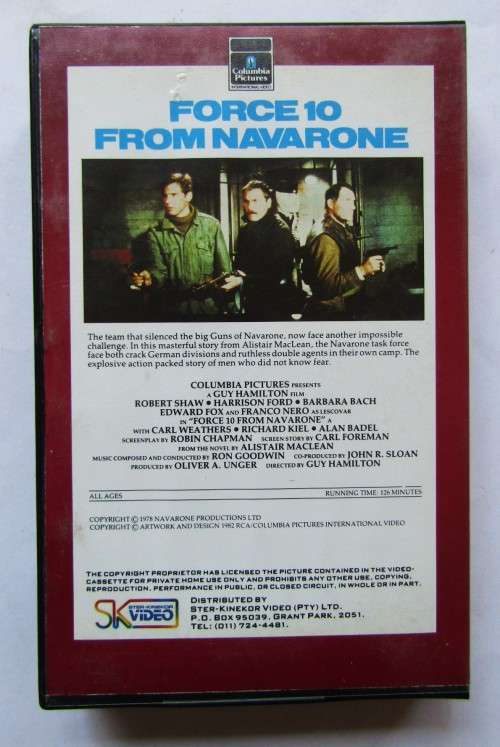 Columbia
Pictures
INTERNATIONAL VIDEO
FORCE 10
FROM NAVARONE
The team that silenced the big Guns of Navarone, now face another impossible
challenge. In this masterful story from Alistair MacLean, the Navarone task force
face both crack German divisions and ruthless double agents in their own camp. The
explosive action packed story of men who did not know fear.
COLUMBIA PICTURES PRESENTS
A GUY HAMILTON FILM
ROBERT SHAW • HARRISON FORD • BARBARA BACH
EDWARD FOX AND FRANCO NERO AS LESCOVAR
IN "FORCE 10 FROM NAVARONE" A
WITH CARL WEATHERS • RICHARD KIEL • ALAN BADEL
SCREENPLAY BY ROBIN CHAPMAN SCREEN STORY BY CARL FOREMAN
FROM THE NOVEL BY ALISTAIR MACLEAN
MUSIC COMPOSED AND CONDUCTED BY RON GOODWIN CO-PRODUCED BY JOHN R. SLOAN
PRODUCED BY OLIVER A. UNGER DIRECTED BY GUY HAMILTON
ALL AGES RUNNING TIME: 126 MINUTES
COPYRIGHT © 1978 NAVARONE PRODUCTIONS LTD
COPYRIGHT © ARTWORK AND DESIGN 1982 RCA/COLUMBIA PICTURES INTERNATIONAL VIDEO
THE COPYRIGHT PROPRIETOR HAS LICENSED THE PICTURE CONTAINED IN THE VIDEO-
CASSETTE FOR PRIVATE HOME USE ONLY AND PROHIBITS ANY OTHER USE, COPYING,
REPRODUCTION, PERFORMANCE IN PUBLIC, OR CLOSED CIRCUIT, IN WHOLE OR IN PART.
SK STER-KINEKOR VIDEO
DISTRIBUTED BY
STER-KINEKOR VIDEO (PTY) LTD.
P.O. BOX 95039, GRANT PARK, 2051.
TEL: (011) 724-4481.